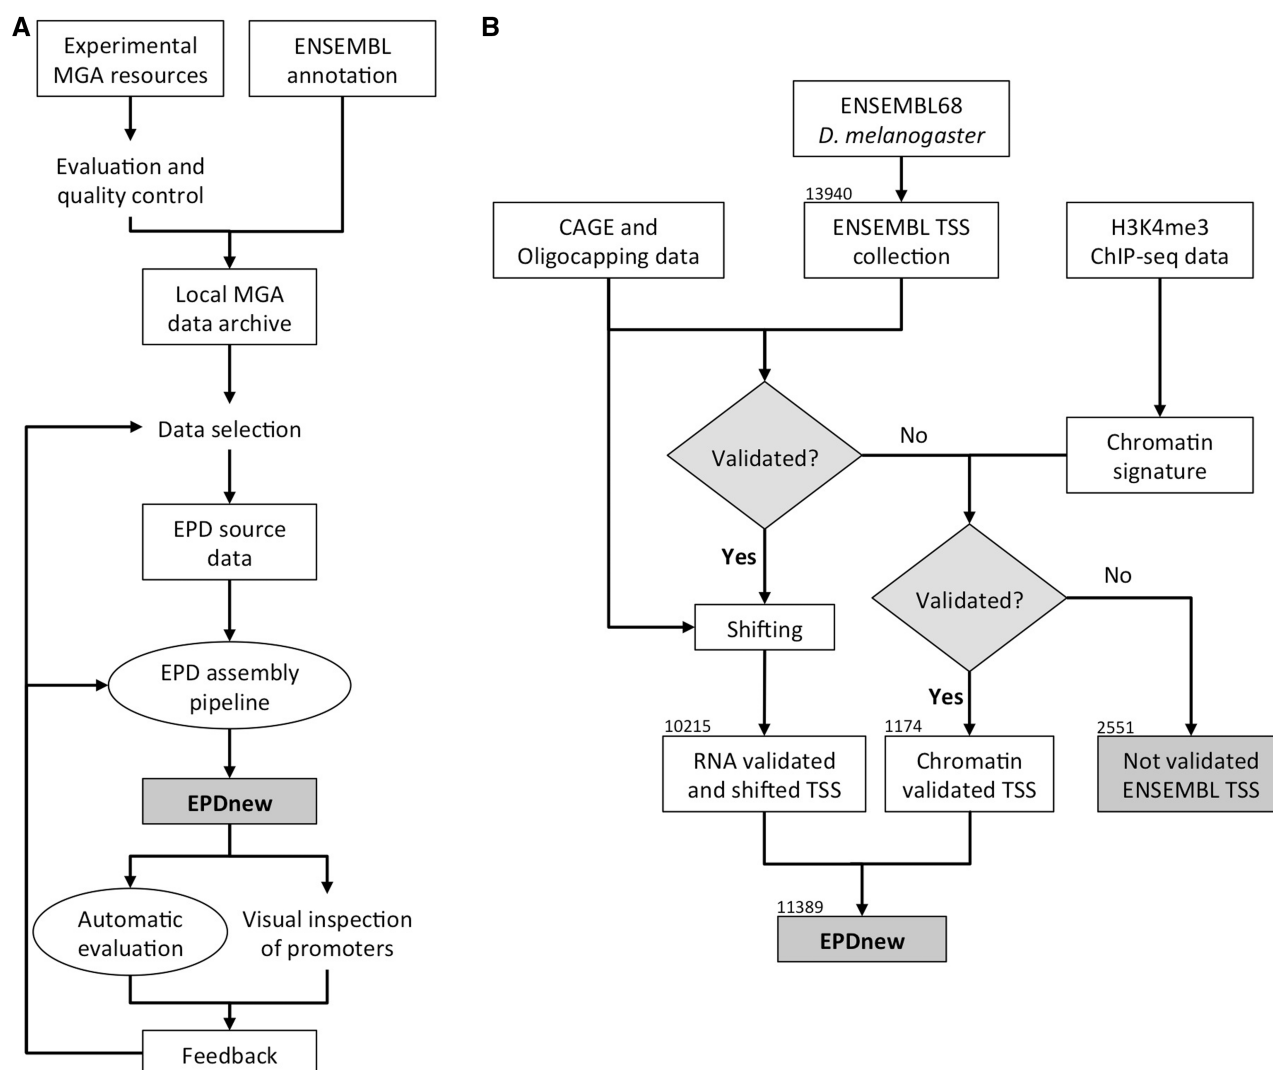 A
Experimental
MGA resources
ENSEMBL
annotation
Evaluation and
quality control
Local MGA
data archive
Data selection
EPD source
data
EPD assembly
pipeline
EPDnew
Automatic
evaluation
Visual inspection
of promoters
Feedback
B
ENSEMBL68
D. melanogaster
13940
CAGE and
Oligocapping data
ENSEMBL TSS
collection
H3K4me3
ChIP-seq data
Validated?
No
Chromatin
signature
Yes
Validated?
No
Shifting
Yes
10215
RNA validated
and shifted TSS
1174
Chromatin
validated TSS
2551
Not validated
ENSEMBL TSS
11389
EPDnew